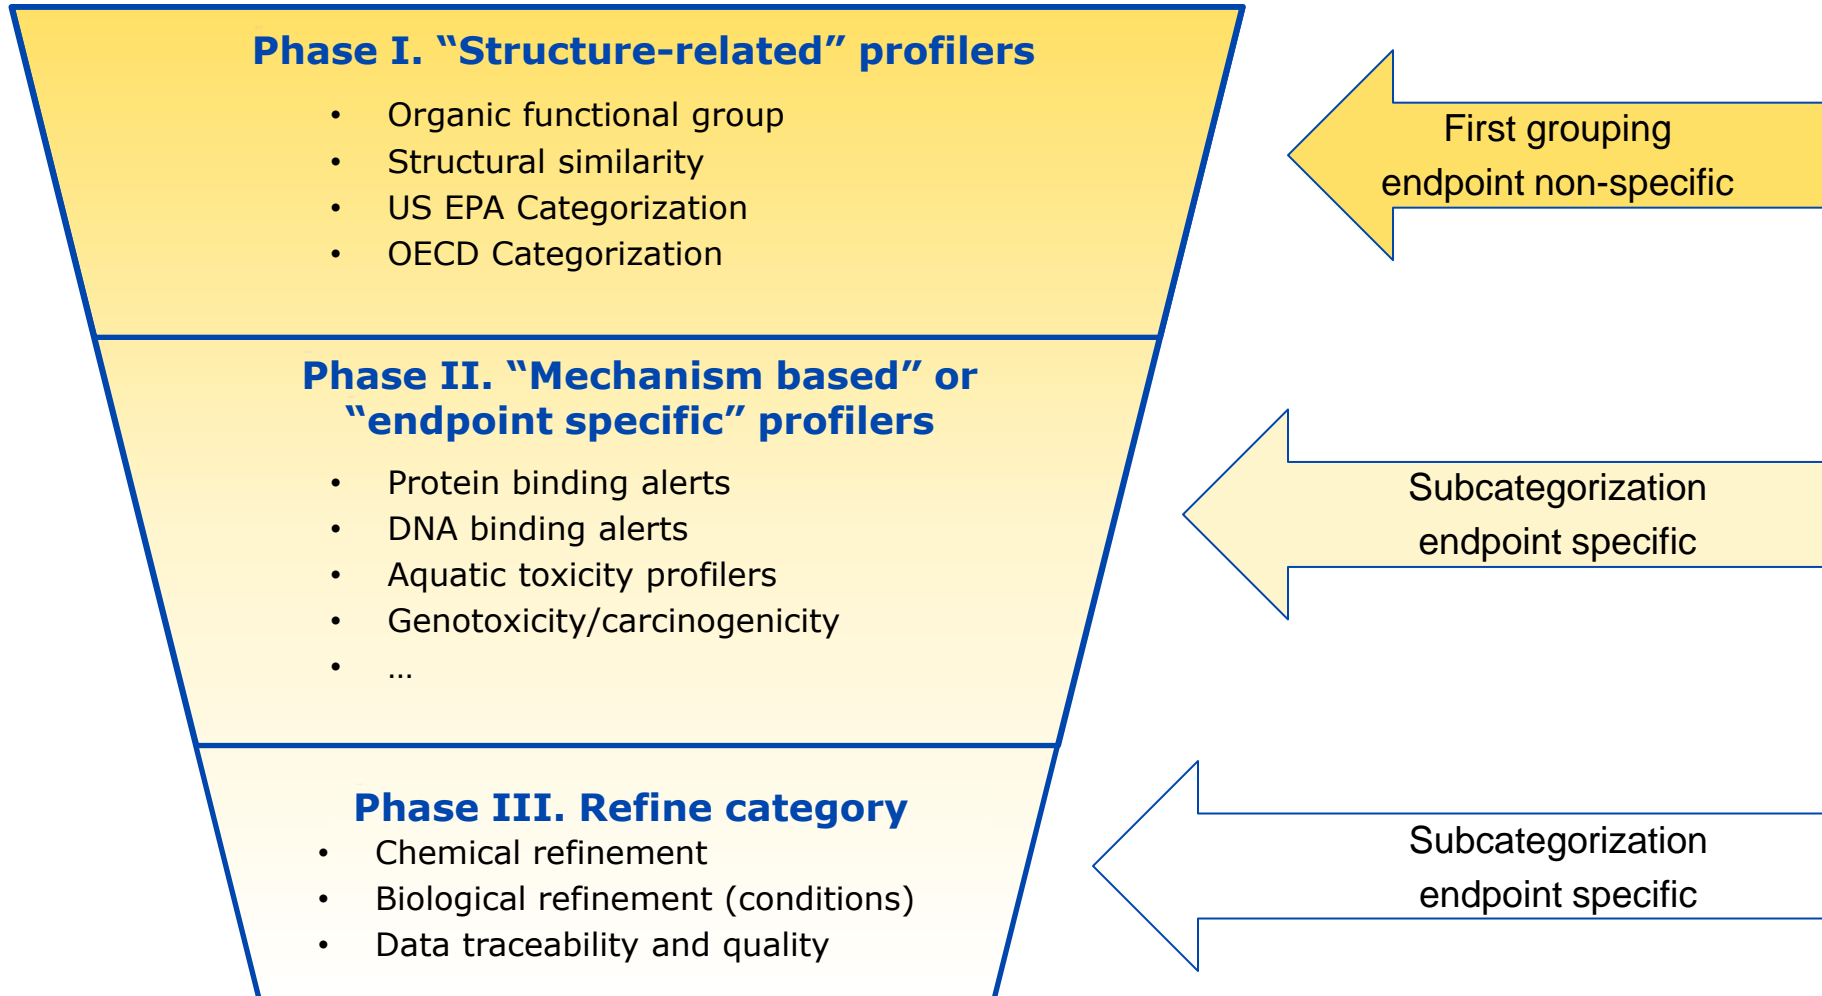 Phase I. “Structure-related” profilers
• Organic functional group
• Structural similarity
• US EPA Categorization
• OECD Categorization
First grouping
endpoint non-specific
Phase II. “Mechanism based” or
“endpoint specific” profilers
• Protein binding alerts
• DNA binding alerts
• Aquatic toxicity profilers
• Genotoxicity/carcinogenicity
• …
Subcategorization
endpoint specific
Phase III. Refine category
• Chemical refinement
• Biological refinement (conditions)
• Data traceability and quality
Subcategorization
endpoint specific